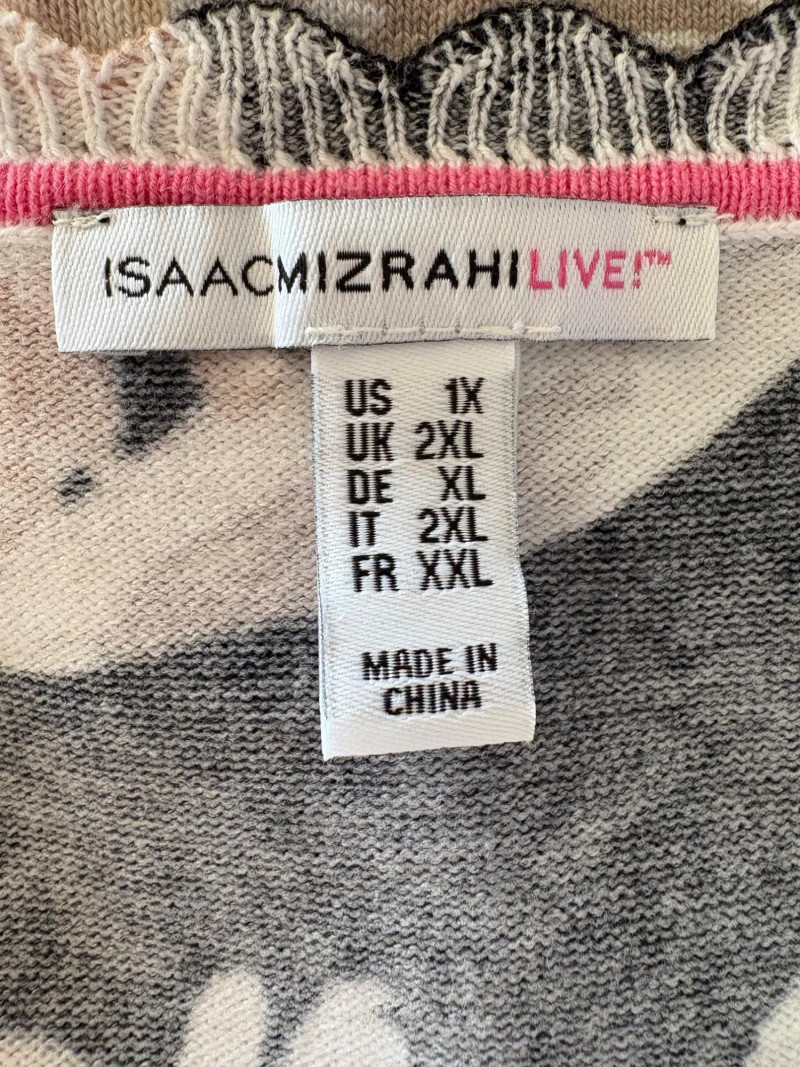 ISAACMIZRAHILIVE!™
US 1X
UK 2XL
DE XL
IT 2XL
FR XXL
MADE IN
CHINA